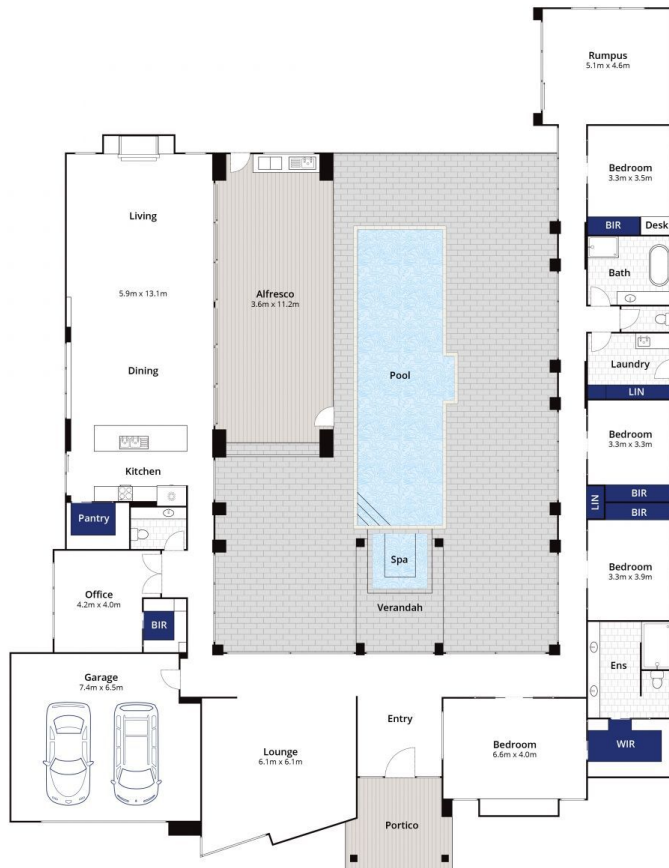 Rumpus
5.1m x 4.6m
Bedroom
3.3m x 3.5m
BIR
Desk
Bath
Laundry
LIN
Bedroom
3.3m x 3.3m
BIR
BIR
LIN
Bedroom
3.3m x 3.9m
Ens
WIR
Bedroom
6.6m x 4.0m
Living
5.9m x 13.1m
Dining
Kitchen
Pantry
Alfresco
3.6m x 11.2m
Pool
Spa
Verandah
Office
4.2m x 4.0m
BIR
Garage
7.4m x 6.5m
Lounge
6.1m x 6.1m
Entry
Portico